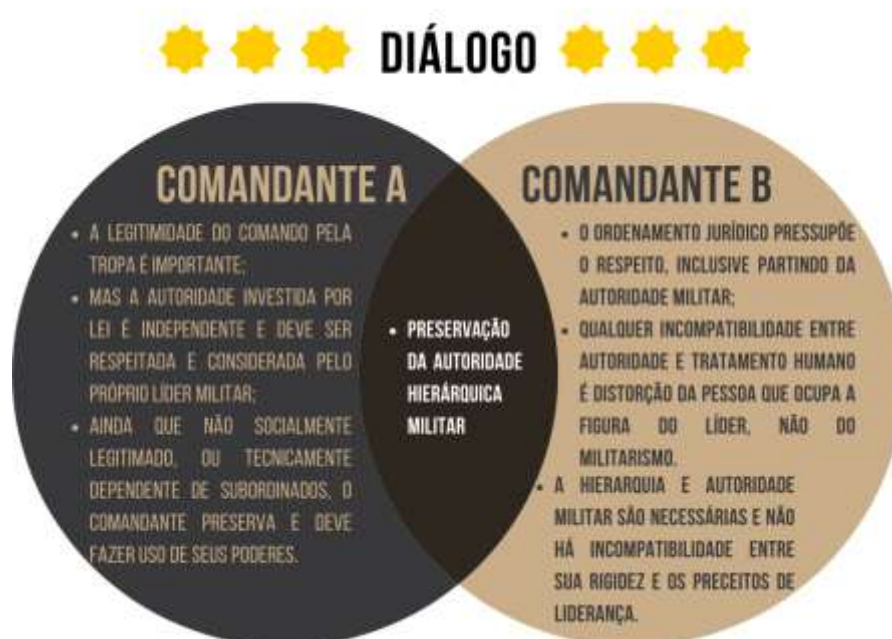 DIÁLOGO
COMANDANTE A
• A LEGITIMIDADE DO COMANDO PELA
TROPA É IMPORTANTE;
• MAS A AUTORIDADE INVESTIDA POR
LEI É INDEPENDENTE E DEVE SER
RESPEITADA E CONSIDERADA PELO
PRÓPRIO LÍDER MILITAR;
• AINDA QUE NÃO SOCIALMENTE
LEGITIMADO, OU TECNICAMENTE
DEPENDENTE DE SUBORDINADOS, O
COMANDANTE PRESERVA E DEVE
FAZER USO DE SEUS PODERES.
• PRESERVAÇÃO
DA AUTORIDADE
HIERÁRQUICA
MILITAR
COMANDANTE B
• O ORDENAMENTO JURÍDICO PRESSUPÕE
O RESPEITO, INCLUSIVE PARTINDO DA
AUTORIDADE MILITAR;
• QUALQUER INCOMPATIBILIDADE ENTRE
AUTORIDADE E TRATAMENTO HUMANO
É DISTORÇÃO DA PESSOA QUE OCUPA A
FIGURA DO LÍDER, NÃO DO
MILITARISMO.
• A HIERARQUIA E AUTORIDADE
MILITAR SÃO NECESSÁRIAS E NÃO
HÁ INCOMPATIBILIDADE ENTRE
SUA RIGIDEZ E OS PRECEITOS DE
LIDERANÇA.